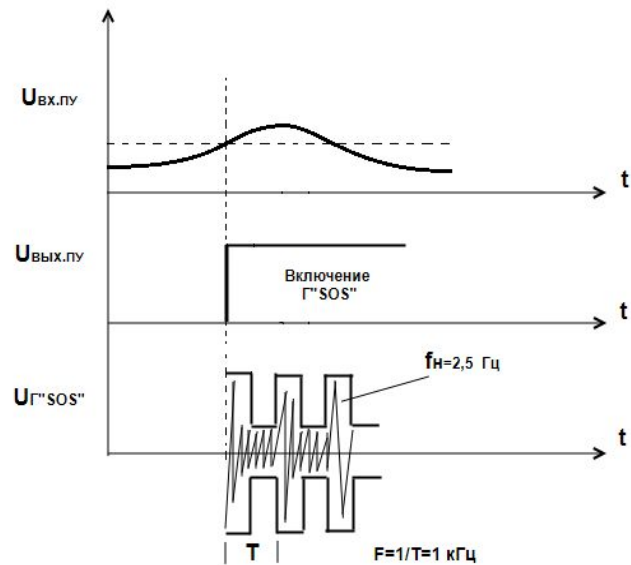 Uвх.пу
t
Uвых.пу
Включение
Г"SOS"
t
fн=2,5 Гц
UГ"SOS"
t
T
F=1/T=1 кГц